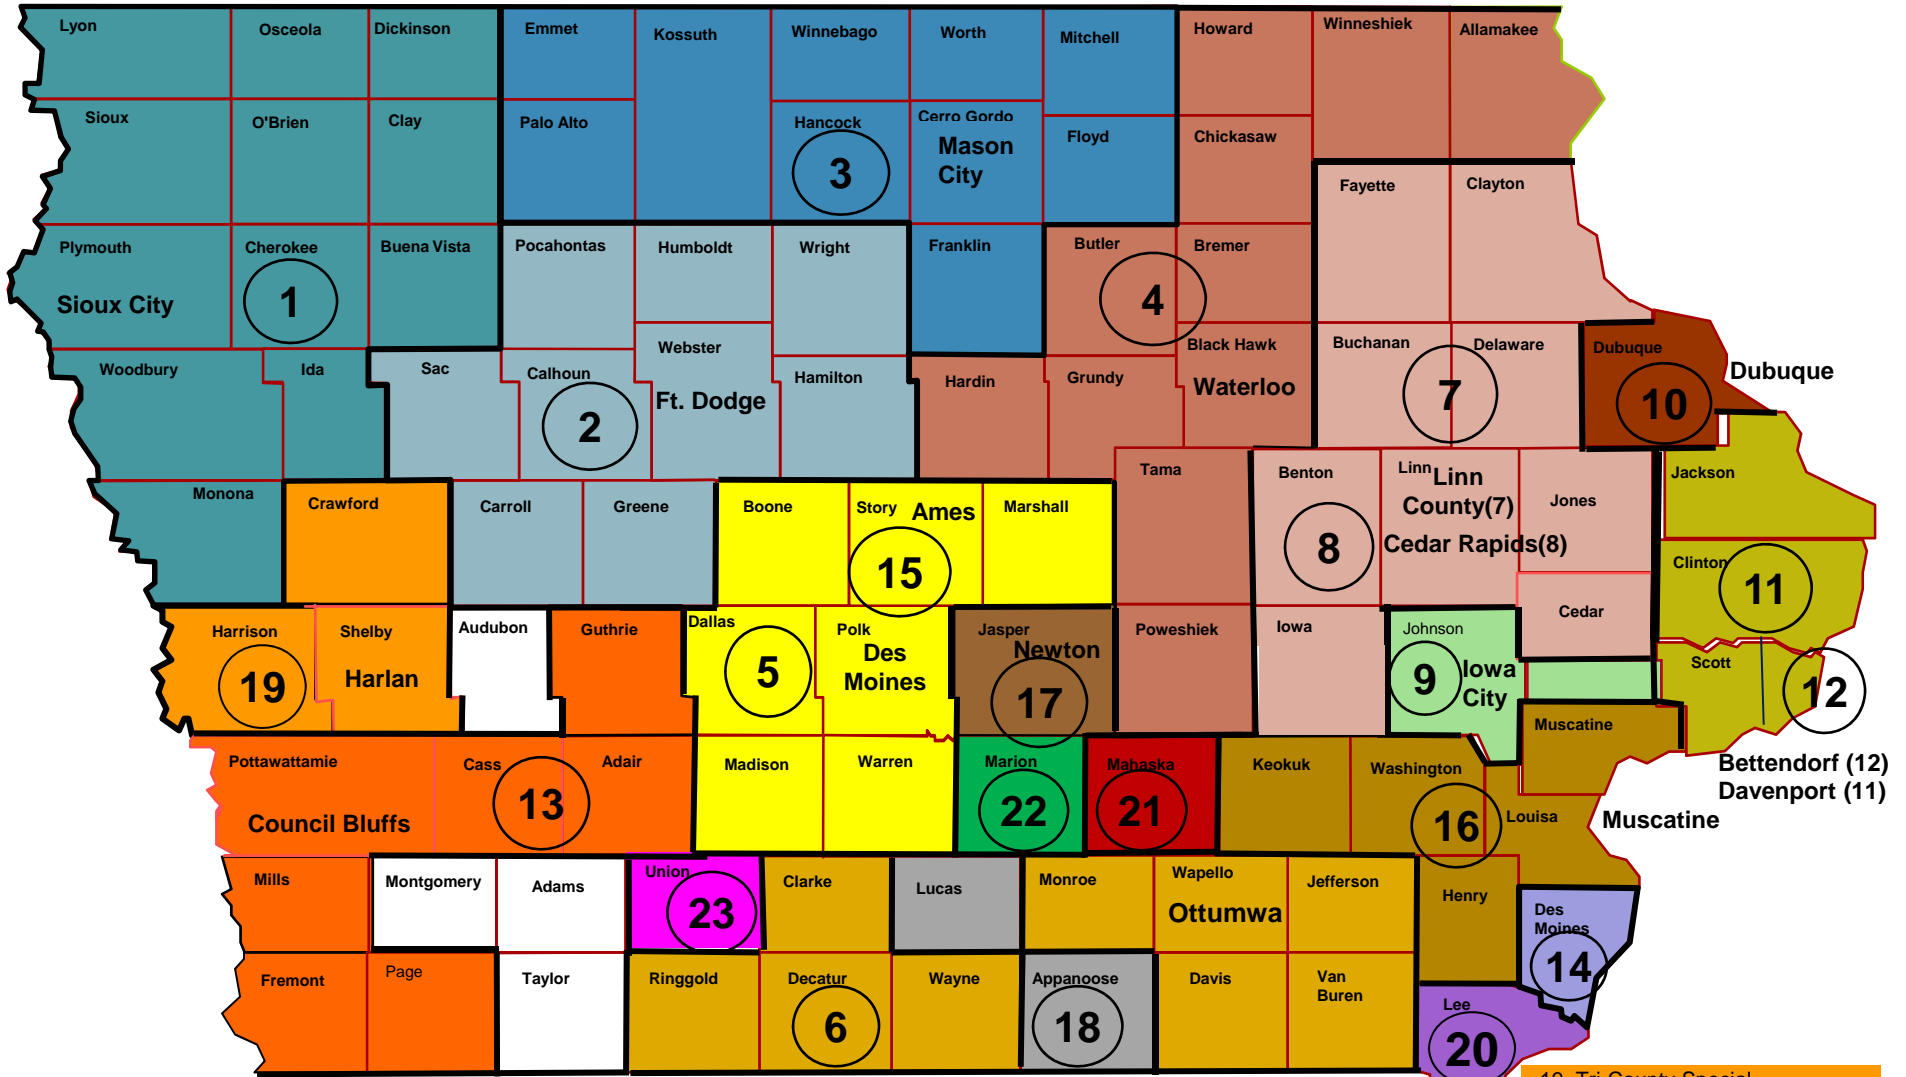 Lyon
Osceola
Dickinson
Emmet
Kossuth
Winnebago
Worth
Mitchell
Howard
Winneshiek
Allamakee
Sioux
O'Brien
Clay
Palo Alto
Hancock
3
Cerro Gordo
Mason
City
Floyd
Chickasaw
Fayette
Clayton
Plymouth
Sioux City
Cherokee
1
Buena Vista
Pocahontas
Humboldt
Wright
Franklin
Butler
4
Bremer
Woodbury
Ida
Sac
Calhoun
2
Webster
Ft. Dodge
Hamilton
Hardin
Grundy
Black Hawk
Waterloo
Buchanan
7
Delaware
Dubuque
10
Dubuque
Monona
Crawford
Carroll
Greene
Boone
Story
Ames
15
Marshall
Tama
Benton
8
Linn
Linn
County(7)
Cedar Rapids(8)
Jones
Jackson
Clinton
11
Harrison
19
Shelby
Harlan
Audubon
Guthrie
Dallas
5
Polk
Des
Moines
Jasper
Newton
17
Poweshiek
Iowa
Johnson
9
Iowa
City
Cedar
Scott
12
Bettendorf (12)
Davenport (11)
Pottawattamie
Council Bluffs
Cass
13
Adair
Madison
Warren
Marion
22
Mahaska
21
Keokuk
Washington
16
Louisa
Muscatine
Muscatine
Mills
Montgomery
Adams
Union
23
Clarke
Lucas
Monroe
Wapello
Ottumwa
Jefferson
Henry
Des
Moines
14
Fremont
Page
Taylor
Ringgold
Decatur
6
Wayne
Appanoose
18
Davis
Van
Buren
Lee
20